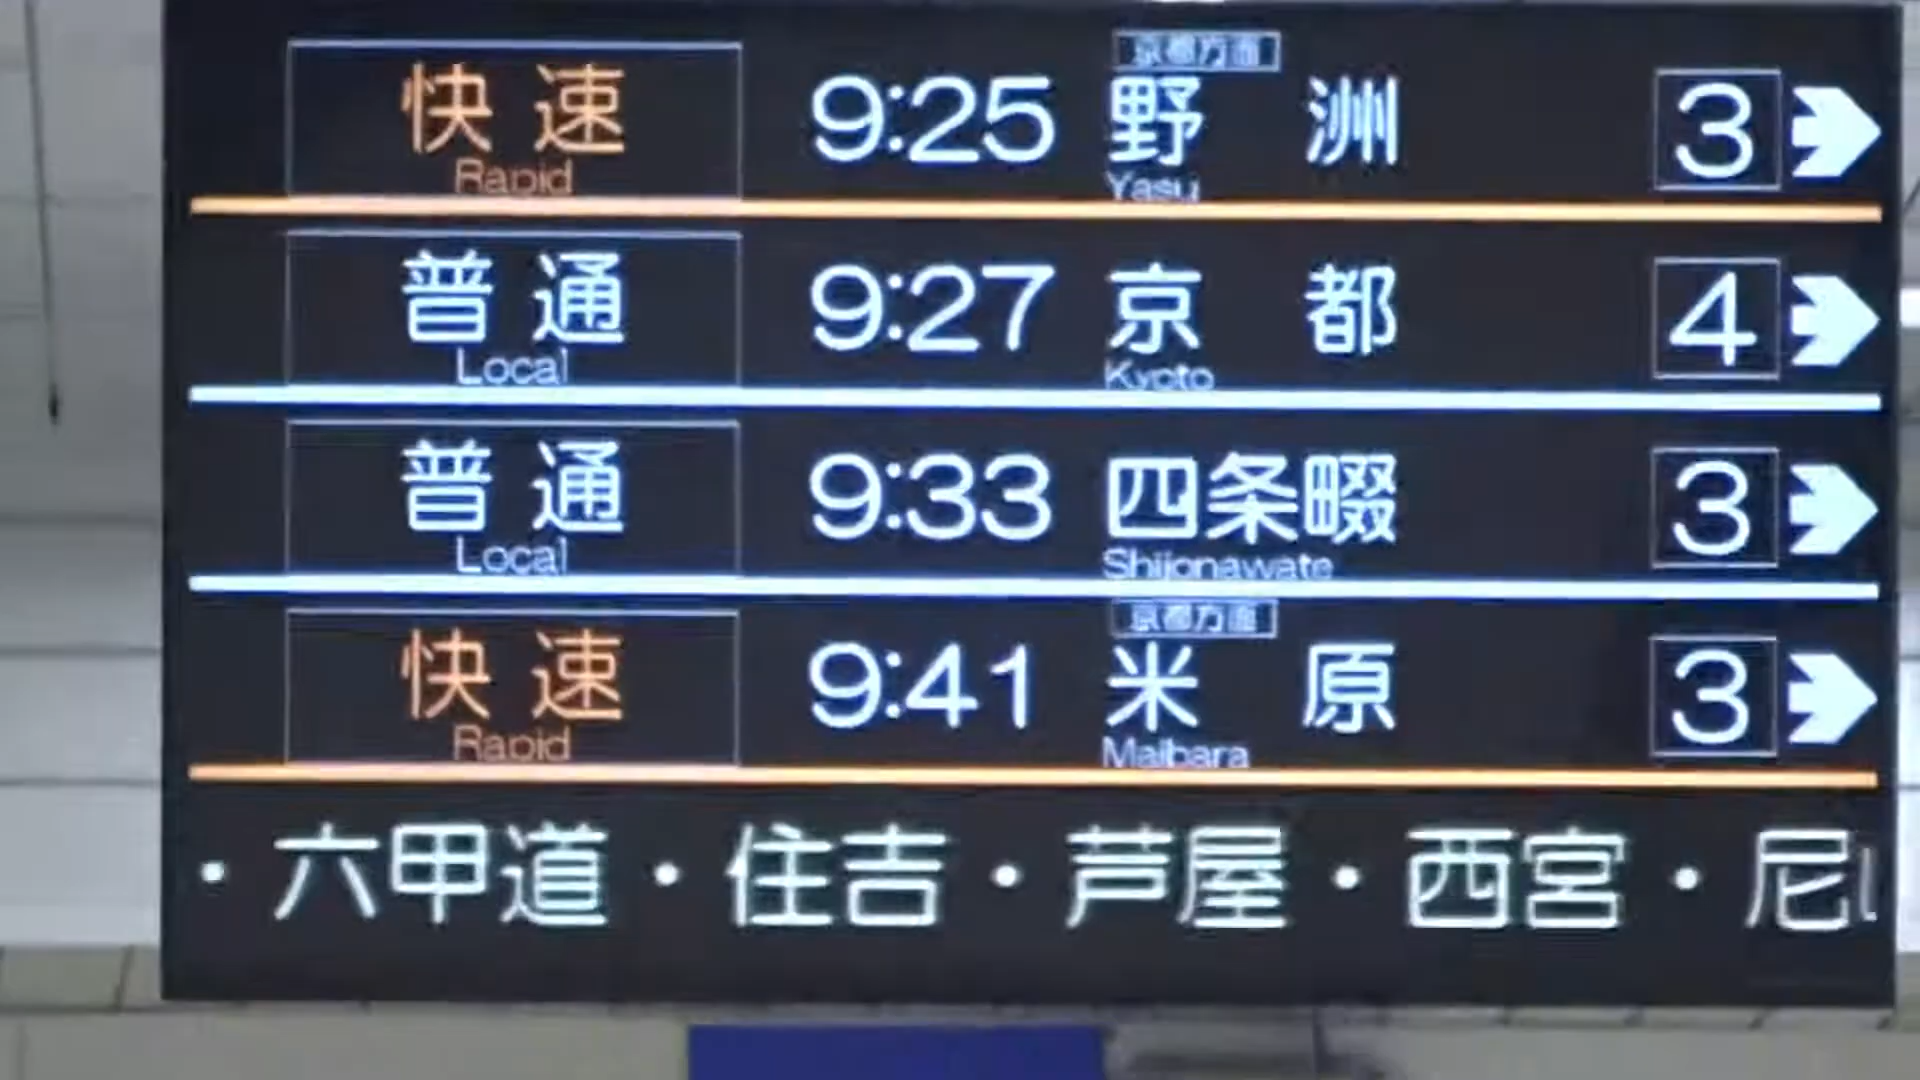 京都方面
快速 9:25 野洲 3
Rapid Yasu
普通 9:27 京都 4
Local Kyoto
普通 9:33 四条畷 3
Local Shijonawate
京都方面
快速 9:41 米原 3
Rapid Maibara
・六甲道・住吉・芦屋・西宮・尼